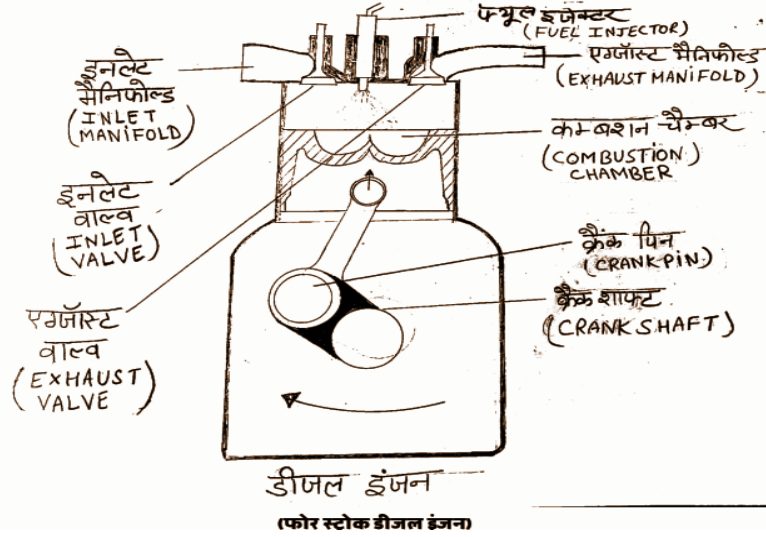 फ्यूल इंजेक्टर
(FUEL INJECTOR)
एग्जॉस्ट मैनिफोल्ड
(EXHAUST MANIFOLD)
इनलेट
मैनिफोल्ड
(INLET
MANIFOLD)
कम्बशन चैम्बर
(COMBUSTION)
CHAMBER
इनलेट
वाल्व
(INLET
VALVE)
क्रैंक पिन
(CRANKPIN)
क्रैंक शाफ्ट
(CRANKSHAFT)
एग्जॉस्ट
वाल्व
(EXHAUST
VALVE)
डीजल इंजन
(फोर स्टोक डीजल इंजन)